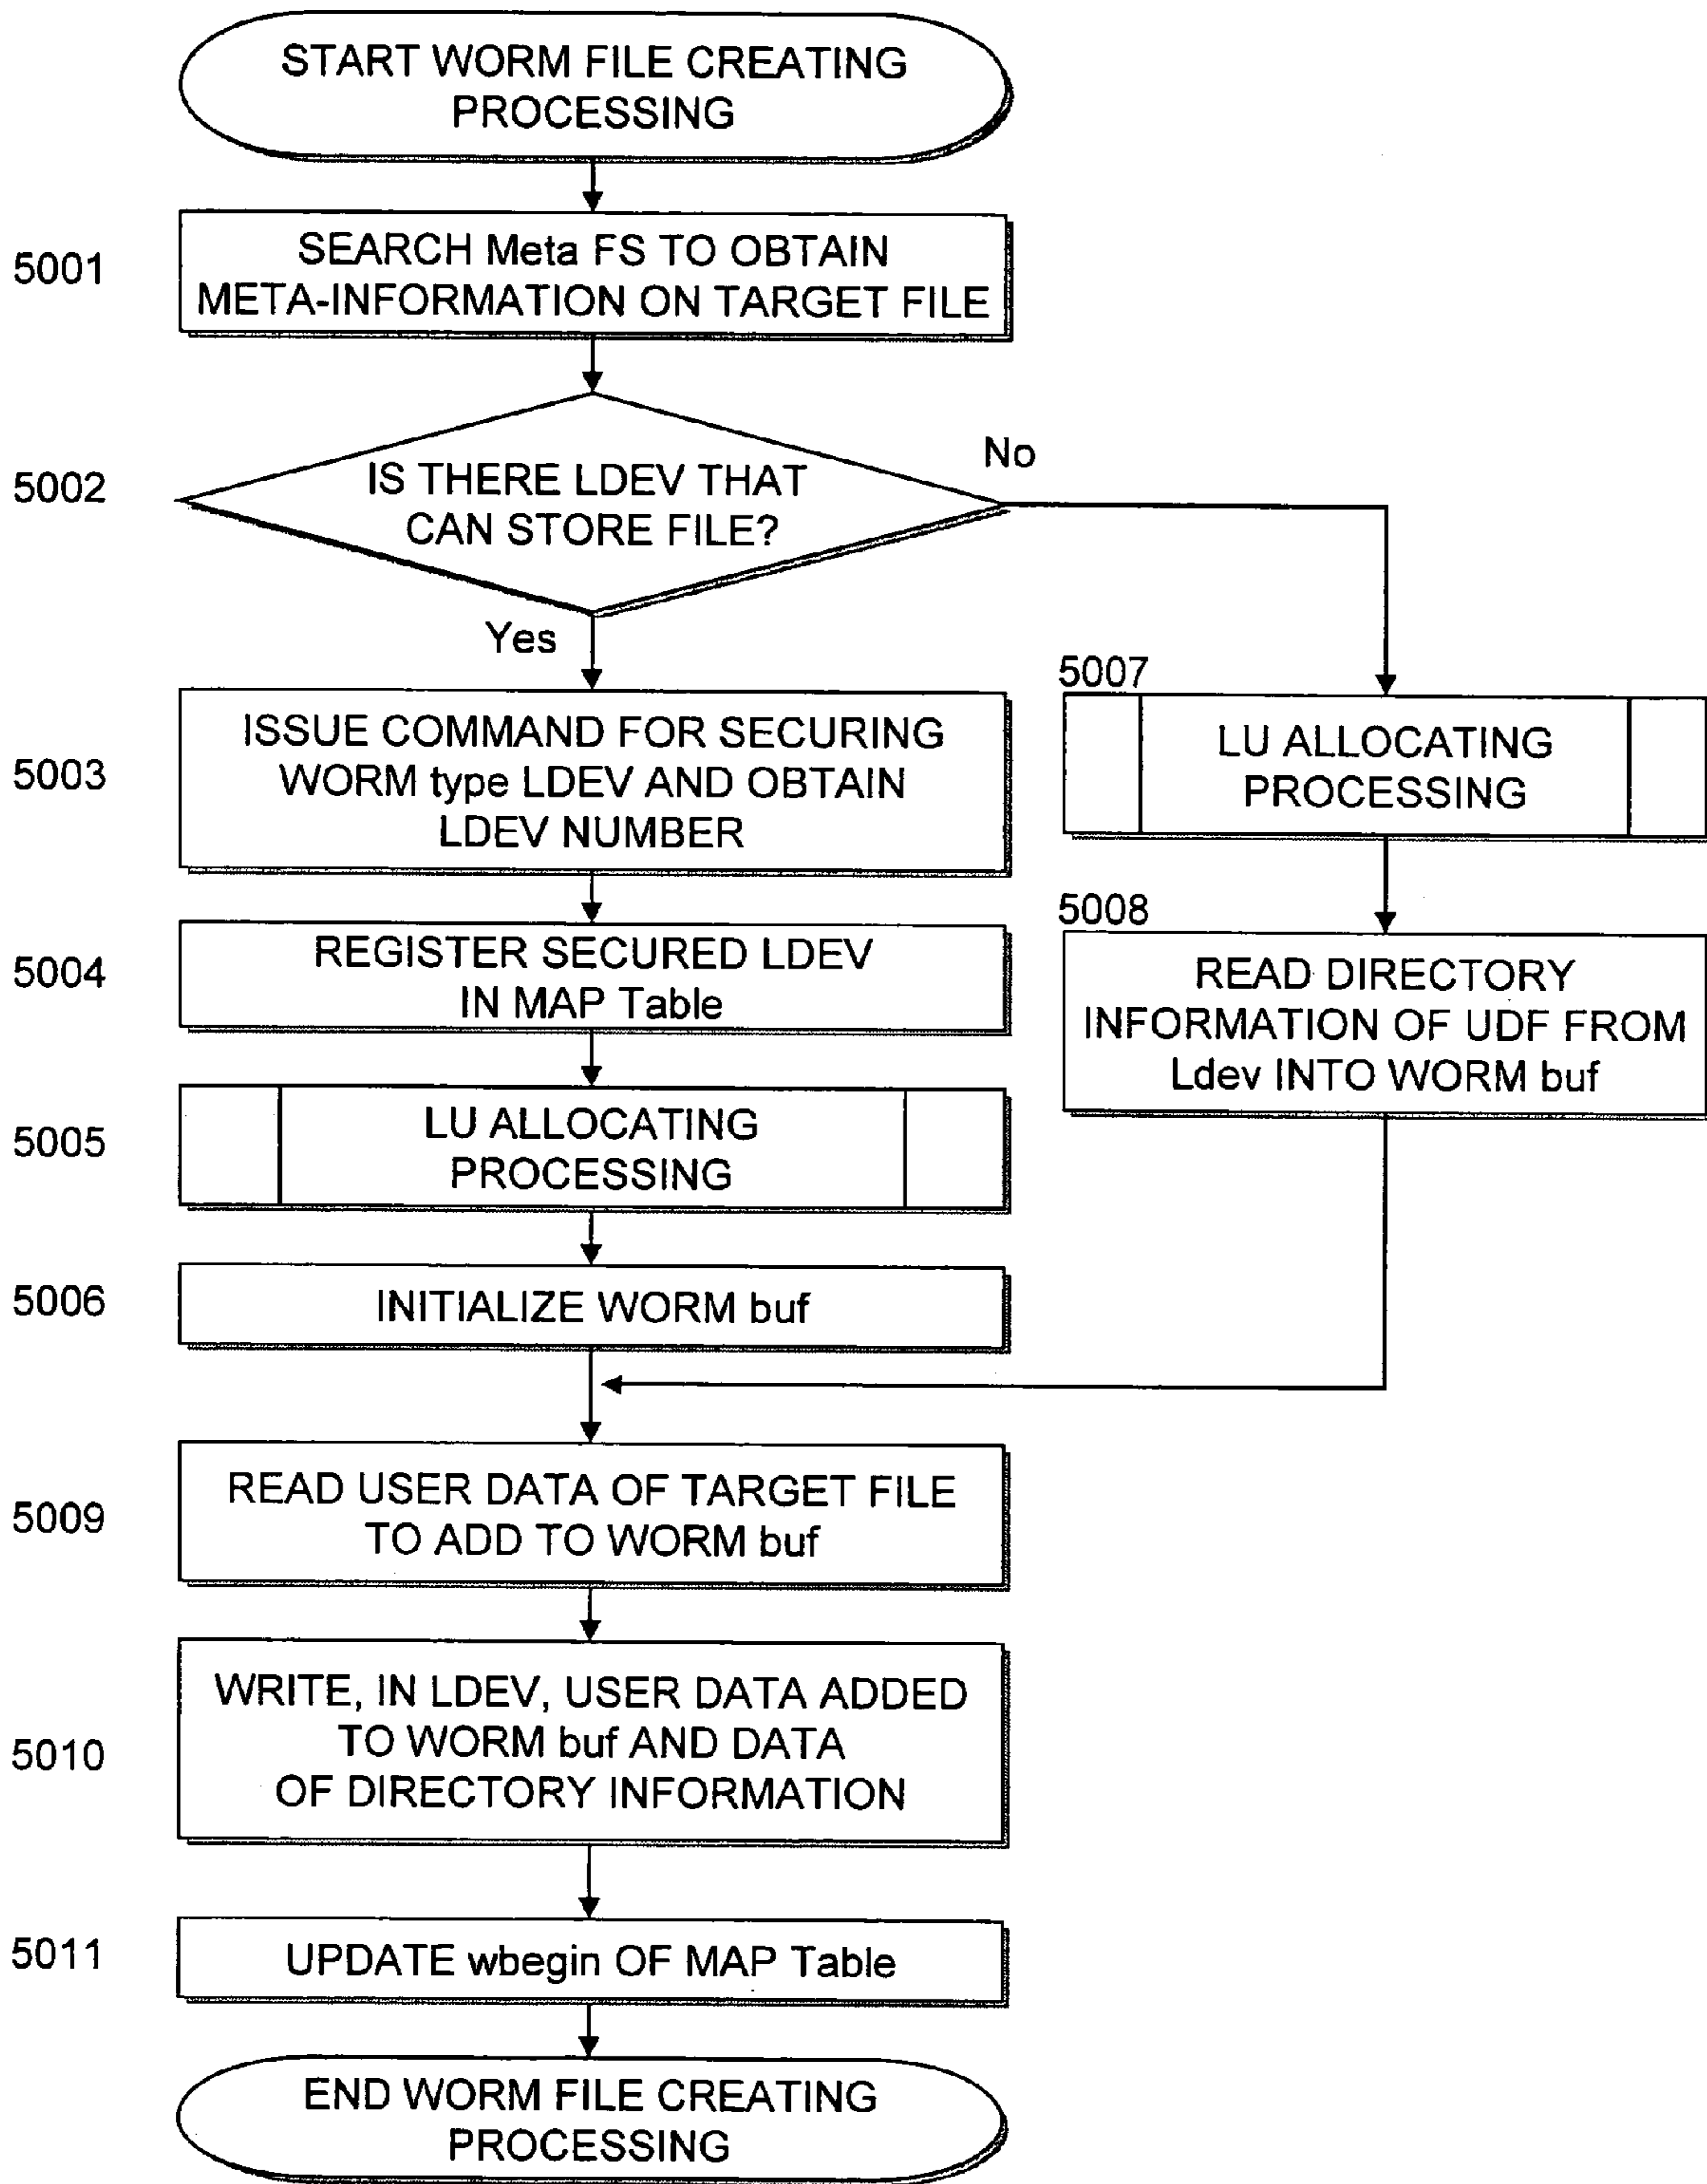 START WORM FILE CREATING
PROCESSING
5001
SEARCH Meta FS TO OBTAIN
META-INFORMATION ON TARGET FILE
5002
IS THERE LDEV THAT
CAN STORE FILE?
No
Yes
5003
ISSUE COMMAND FOR SECURING
WORM type LDEV AND OBTAIN
LDEV NUMBER
5007
LU ALLOCATING
PROCESSING
5004
REGISTER SECURED LDEV
IN MAP Table
5008
READ DIRECTORY
INFORMATION OF UDF FROM
Ldev INTO WORM buf
5005
LU ALLOCATING
PROCESSING
5006
INITIALIZE WORM buf
5009
READ USER DATA OF TARGET FILE
TO ADD TO WORM buf
5010
WRITE, IN LDEV, USER DATA ADDED
TO WORM buf AND DATA
OF DIRECTORY INFORMATION
5011
UPDATE wbegin OF MAP Table
END WORM FILE CREATING
PROCESSING